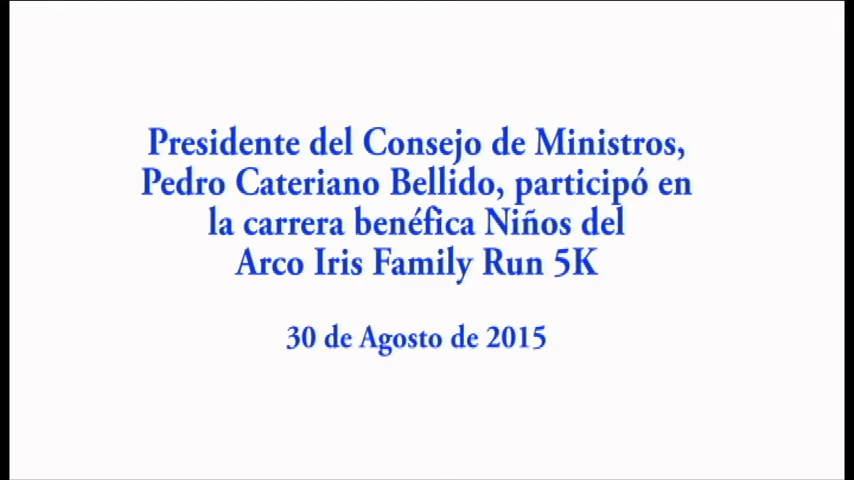 Presidente del Consejo de Ministros,
Pedro Cateriano Bellido, participó en
la carrera benéfica Niños del
Arco Iris Family Run 5K
30 de Agosto de 2015